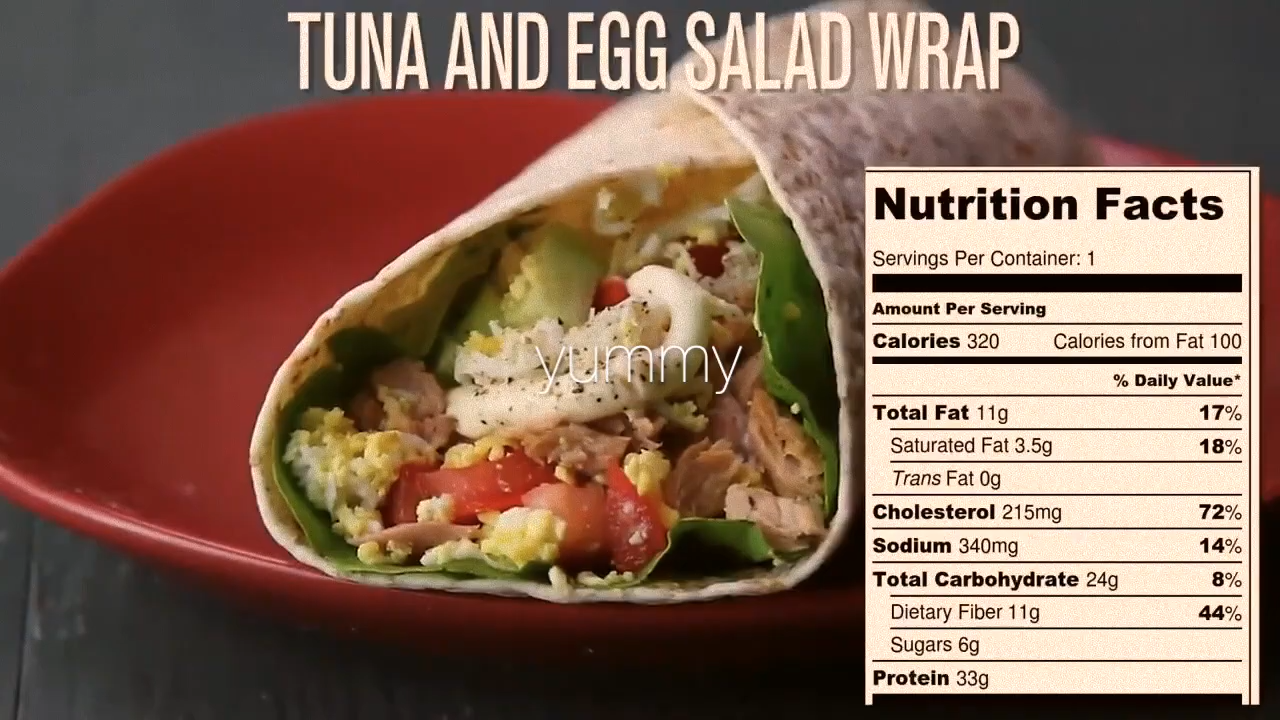 TUNA AND EGG SALAD WRAP
yummy
Nutrition Facts
Servings Per Container: 1
Amount Per Serving
Calories 320 Calories from Fat 100
% Daily Value*
Total Fat 11g 17%
Saturated Fat 3.5g 18%
Trans Fat 0g
Cholesterol 215mg 72%
Sodium 340mg 14%
Total Carbohydrate 24g 8%
Dietary Fiber 11g 44%
Sugars 6g
Protein 33g